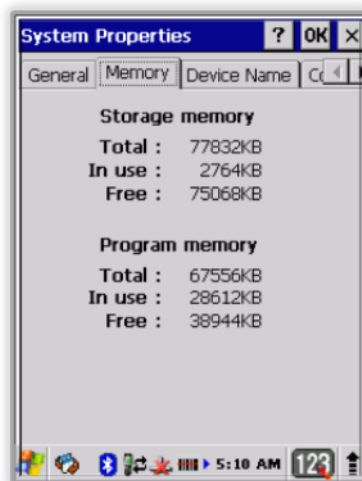 System Properties ? OK ×
General Memory Device Name
Storage memory
Total : 77832KB
In use : 2764KB
Free : 75068KB
Program memory
Total : 67556KB
In use : 28612KB
Free : 38944KB
5:10 AM 123